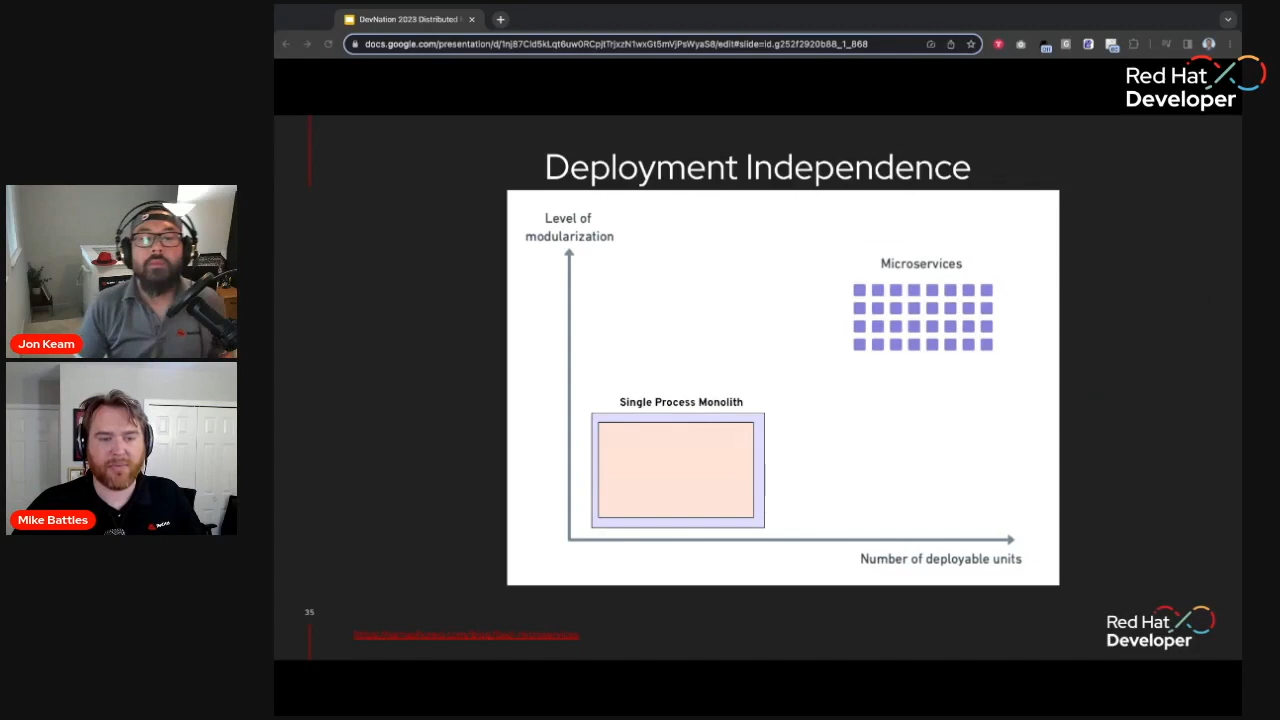 DevNation 2023 Distributed
Red Hat
Developer
Deployment Independence
Level of
modularization
Microservices
Single Process Monolith
Number of deployable units
Jon Keam
Mike Battles
35
Red Hat
Developer